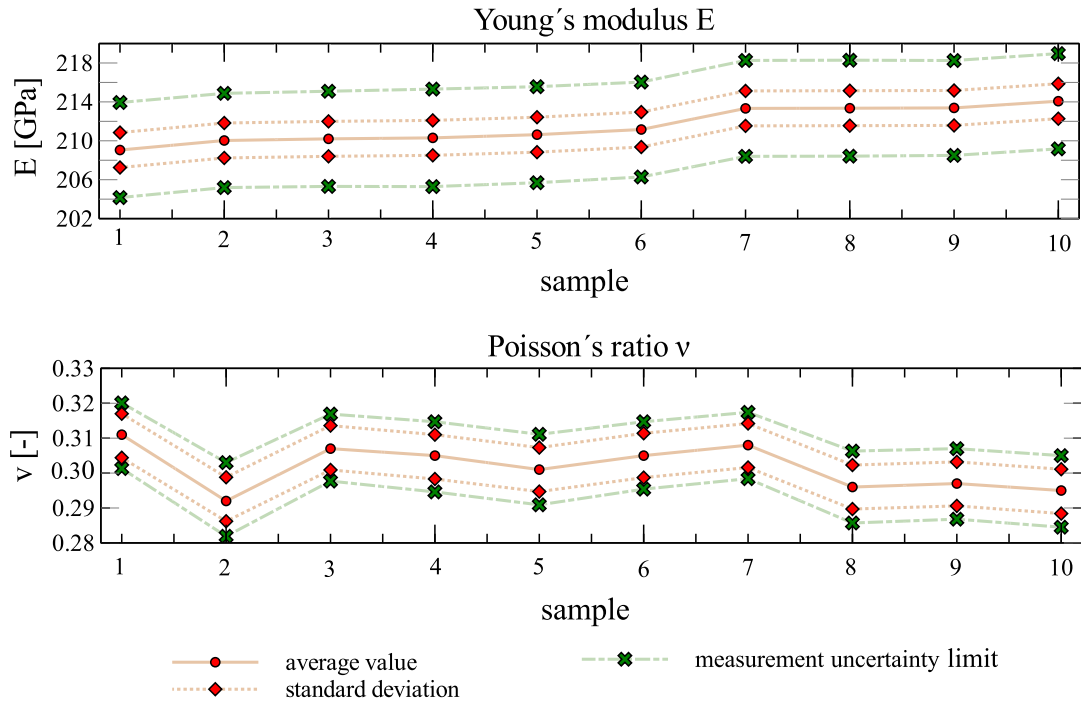 Young´s modulus E
E [GPa]
218
214
210
206
202
1 2 3 4 5 6 7 8 9 10
sample
Poisson´s ratio ν
ν [-]
0.33
0.32
0.31
0.30
0.29
0.28
1 2 3 4 5 6 7 8 9 10
sample
average value
standard deviation
measurement uncertainty limit